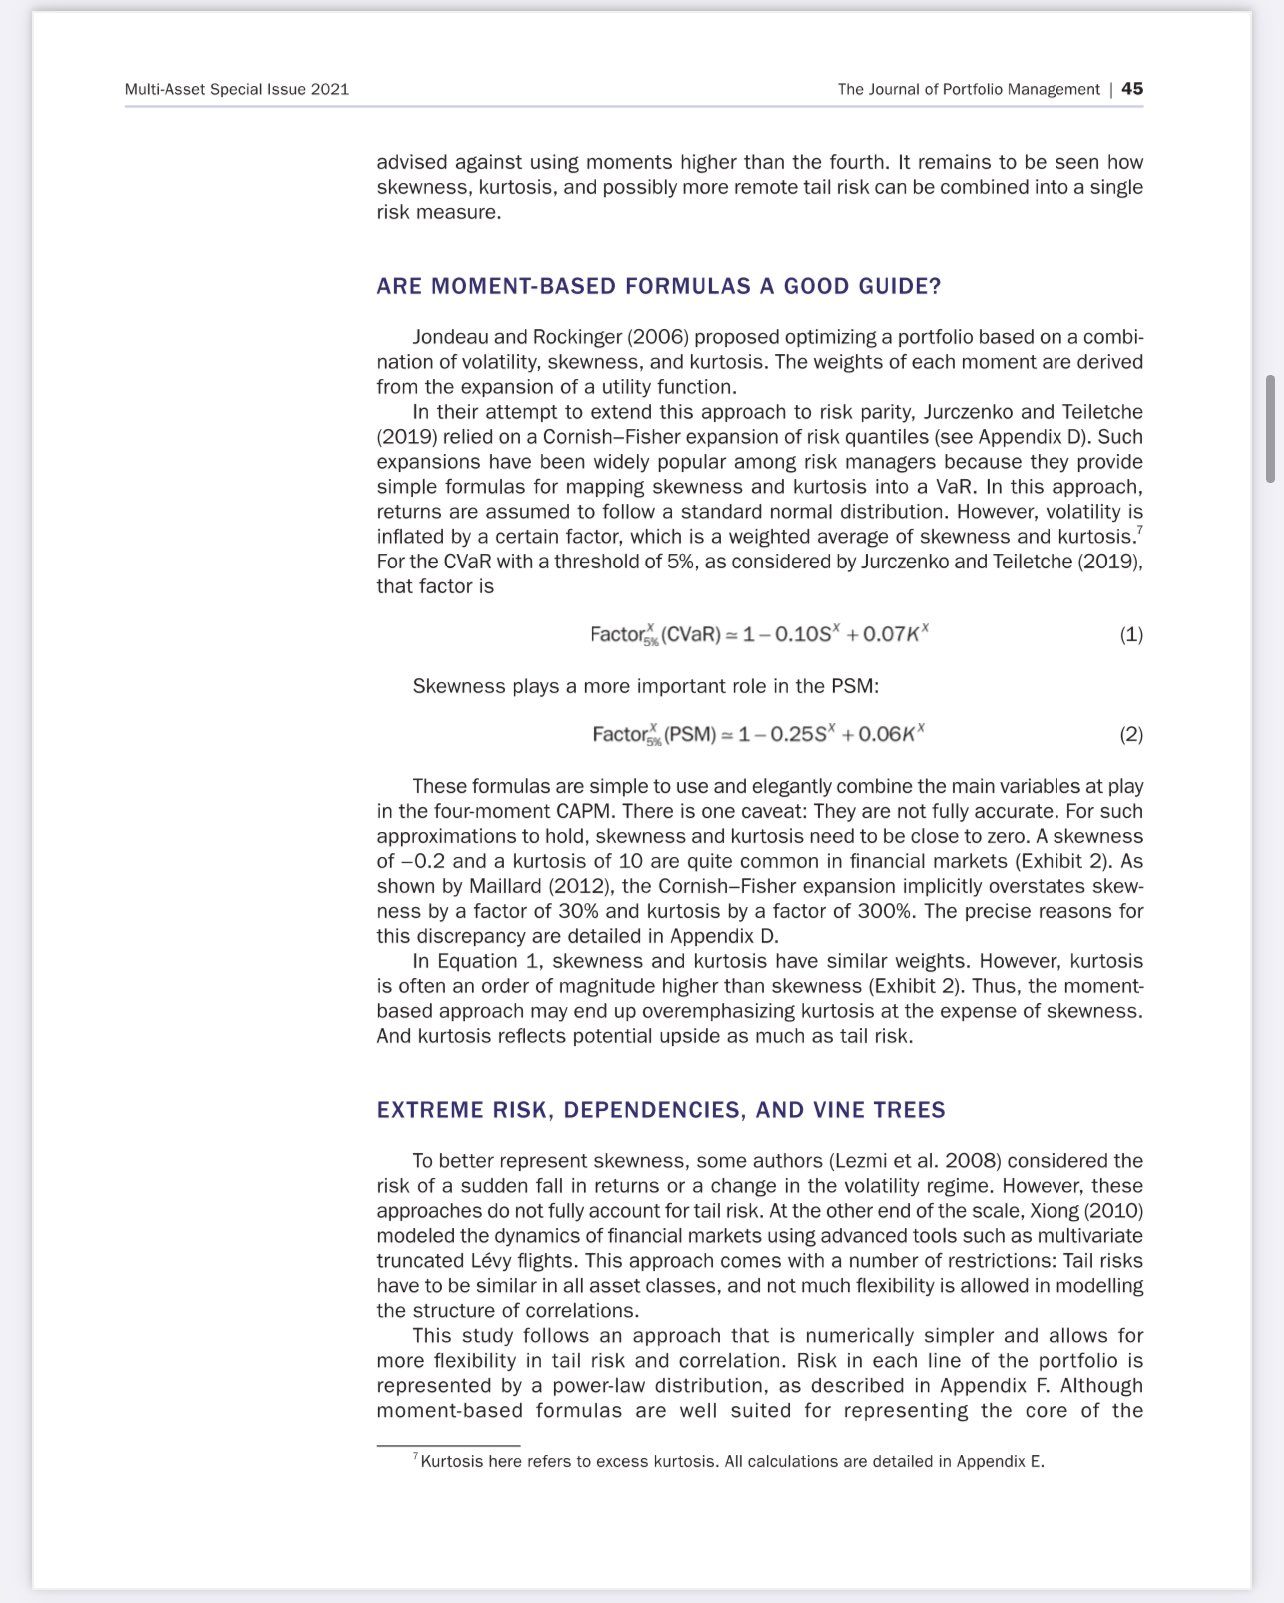 Multi-Asset Special Issue 2021
The Journal of Portfolio Management | 45
advised against using moments higher than the fourth. It remains to be seen how
skewness, kurtosis, and possibly more remote tail risk can be combined into a single
risk measure.
ARE MOMENT-BASED FORMULAS A GOOD GUIDE?
Jondeau and Rockinger (2006) proposed optimizing a portfolio based on a combi-
nation of volatility, skewness, and kurtosis. The weights of each moment are derived
from the expansion of a utility function.
In their attempt to extend this approach to risk parity, Jurczenko and Teiletche
(2019) relied on a Cornish–Fisher expansion of risk quantiles (see Appendix D). Such
expansions have been widely popular among risk managers because they provide
simple formulas for mapping skewness and kurtosis into a VaR. In this approach,
returns are assumed to follow a standard normal distribution. However, volatility is
inflated by a certain factor, which is a weighted average of skewness and kurtosis.⁷
For the CVaR with a threshold of 5%, as considered by Jurczenko and Teiletche (2019),
that factor is
Factor^x_5% (CVaR) ≃ 1 – 0.10S^x + 0.07K^x (1)
Skewness plays a more important role in the PSM:
Factor^x_5% (PSM) ≃ 1 – 0.25S^x + 0.06K^x (2)
These formulas are simple to use and elegantly combine the main variables at play
in the four-moment CAPM. There is one caveat: They are not fully accurate. For such
approximations to hold, skewness and kurtosis need to be close to zero. A skewness
of –0.2 and a kurtosis of 10 are quite common in financial markets (Exhibit 2). As
shown by Maillard (2012), the Cornish–Fisher expansion implicitly overstates skew-
ness by a factor of 30% and kurtosis by a factor of 300%. The precise reasons for
this discrepancy are detailed in Appendix D.
In Equation 1, skewness and kurtosis have similar weights. However, kurtosis
is often an order of magnitude higher than skewness (Exhibit 2). Thus, the moment-
based approach may end up overemphasizing kurtosis at the expense of skewness.
And kurtosis reflects potential upside as much as tail risk.
EXTREME RISK, DEPENDENCIES, AND VINE TREES
To better represent skewness, some authors (Lezmi et al. 2008) considered the
risk of a sudden fall in returns or a change in the volatility regime. However, these
approaches do not fully account for tail risk. At the other end of the scale, Xiong (2010)
modeled the dynamics of financial markets using advanced tools such as multivariate
truncated Lévy flights. This approach comes with a number of restrictions: Tail risks
have to be similar in all asset classes, and not much flexibility is allowed in modelling
the structure of correlations.
This study follows an approach that is numerically simpler and allows for
more flexibility in tail risk and correlation. Risk in each line of the portfolio is
represented by a power-law distribution, as described in Appendix F. Although
moment-based formulas are well suited for representing the core of the
⁷Kurtosis here refers to excess kurtosis. All calculations are detailed in Appendix E.